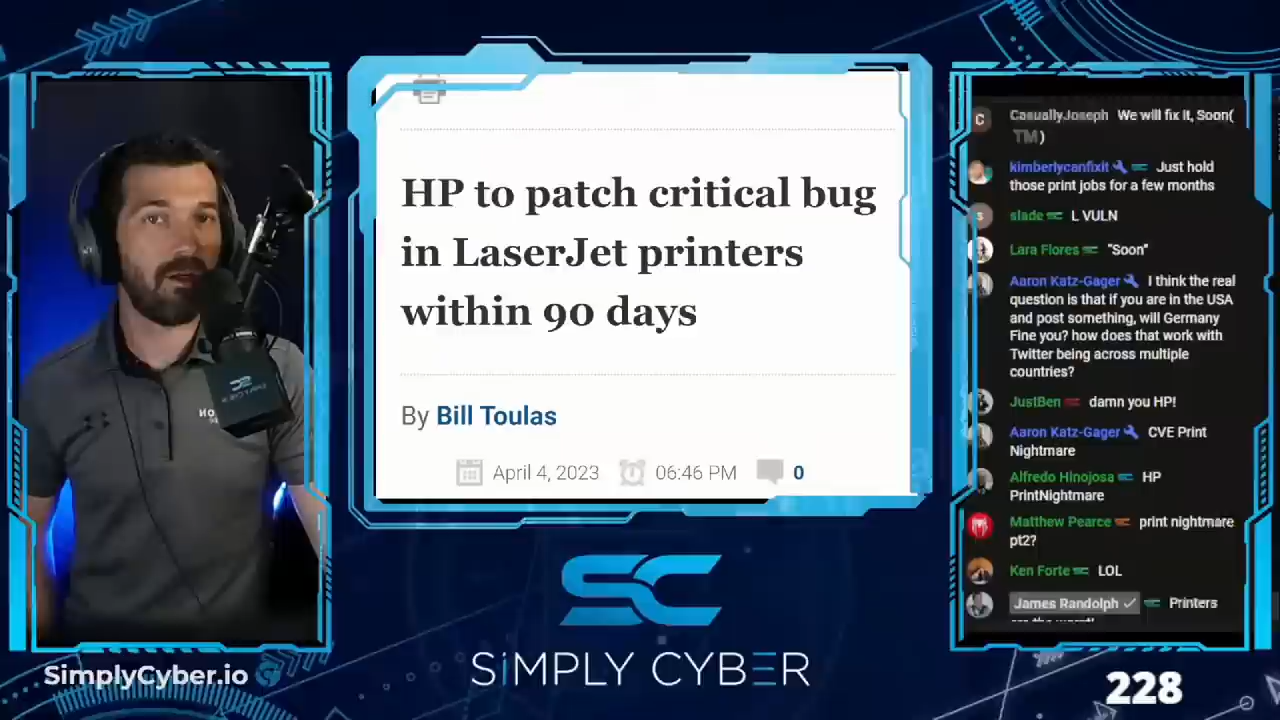 HP to patch critical bug
in LaserJet printers
within 90 days
By Bill Toulas
April 4, 2023 06:46 PM 0
SC
SiMPLY CYBER
SimplyCyber.io
C
CasuallyJoseph We will fix it, Soon(
TM)
kimberlycanfixit Just hold
those print jobs for a few months
s
slade L VULN
Lara Flores "Soon"
Aaron Katz-Gager I think the real
question is that if you are in the USA
and post something, will Germany
Fine you? how does that work with
Twitter being across multiple
countries?
JustBen damn you HP!
Aaron Katz-Gager CVE Print
Nightmare
Alfredo Hinojosa HP
PrintNightmare
Matthew Pearce print nightmare
pt2?
Ken Forte LOL
James Randolph Printers
228